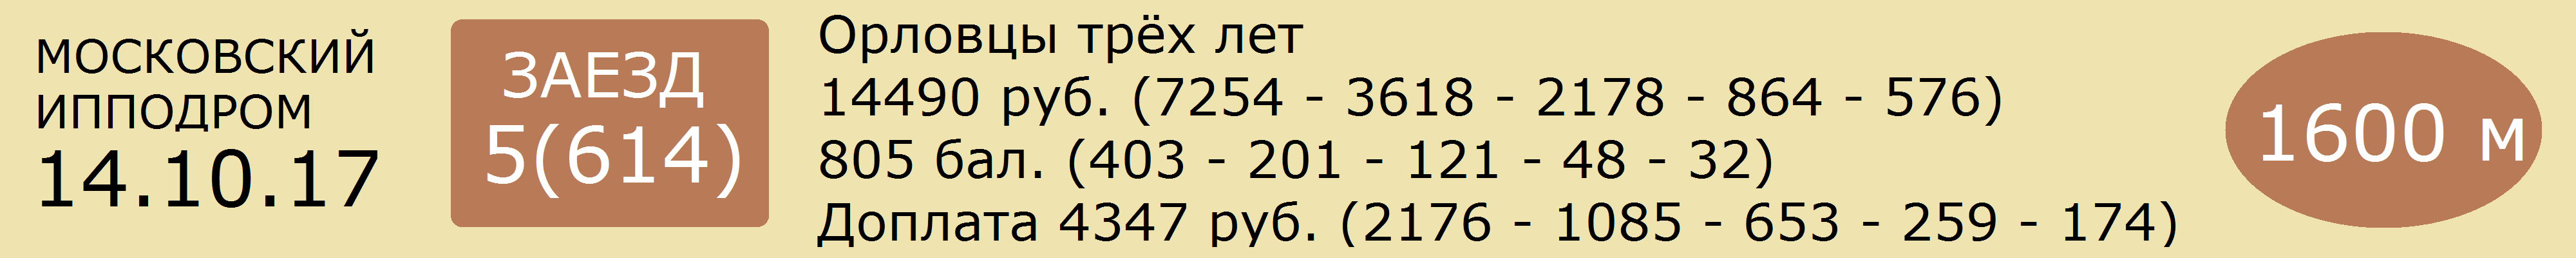 МОСКОВСКИЙ
ИППОДРОМ
14.10.17
ЗАЕЗД
5(614)
Орловцы трёх лет
14490 руб. (7254 - 3618 - 2178 - 864 - 576)
805 бал. (403 - 201 - 121 - 48 - 32)
Доплата 4347 руб. (2176 - 1085 - 653 - 259 - 174)
1600 м